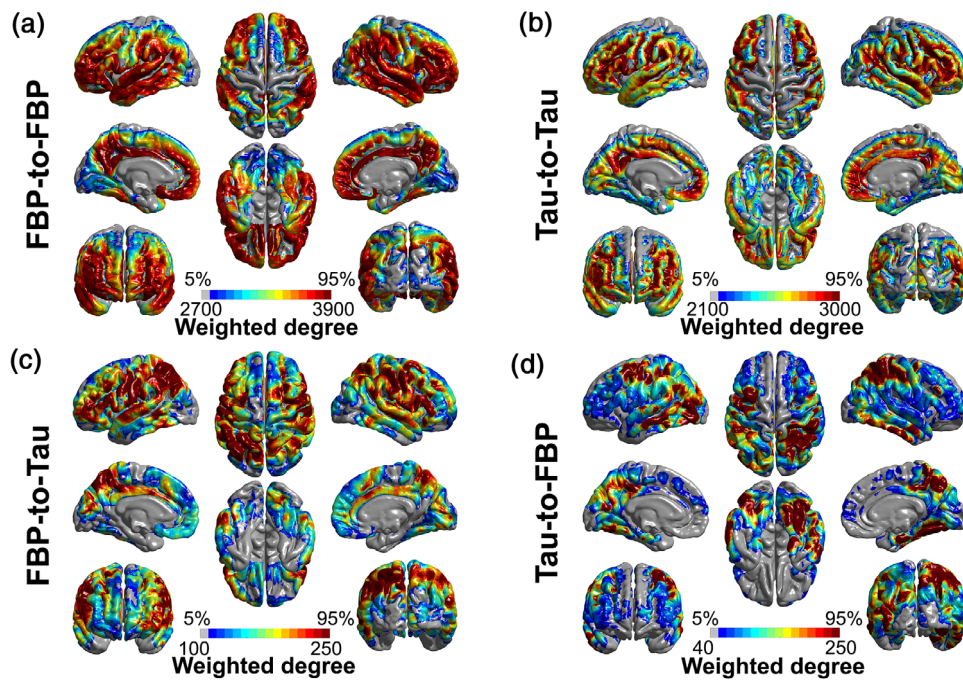 (a)
FBP-to-FBP
5% 95%
2700 3900
Weighted degree
(b)
Tau-to-Tau
5% 95%
2100 3000
Weighted degree
(c)
FBP-to-Tau
5% 95%
100 250
Weighted degree
(d)
Tau-to-FBP
5% 95%
40 250
Weighted degree